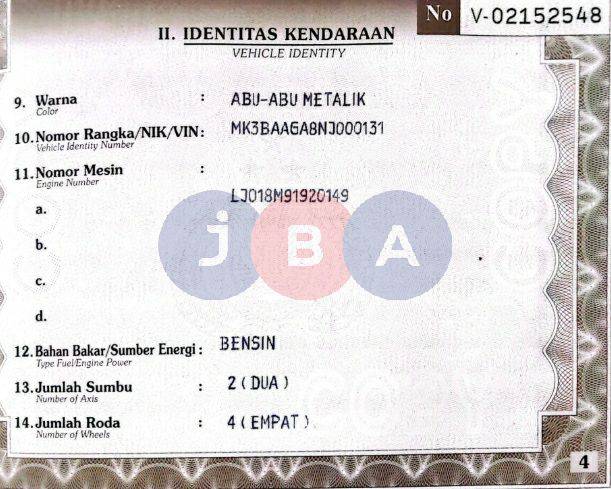 No V-02152548
II. IDENTITAS KENDARAAN
VEHICLE IDENTITY
9. Warna : ABU-ABU METALIK
Color
10. Nomor Rangka/NIK/VIN: MK3BAAGA8NJ000131
Vehicle Identity Number
11. Nomor Mesin :
Engine Number
a. LJO18M91920149
b.
c.
d.
JBA
12. Bahan Bakar/Sumber Energi : BENSIN
Type Fuel/Engine Power
13. Jumlah Sumbu : 2 ( DUA )
Number of Axis
14. Jumlah Roda : 4 ( EMPAT )
Number of Wheels
4